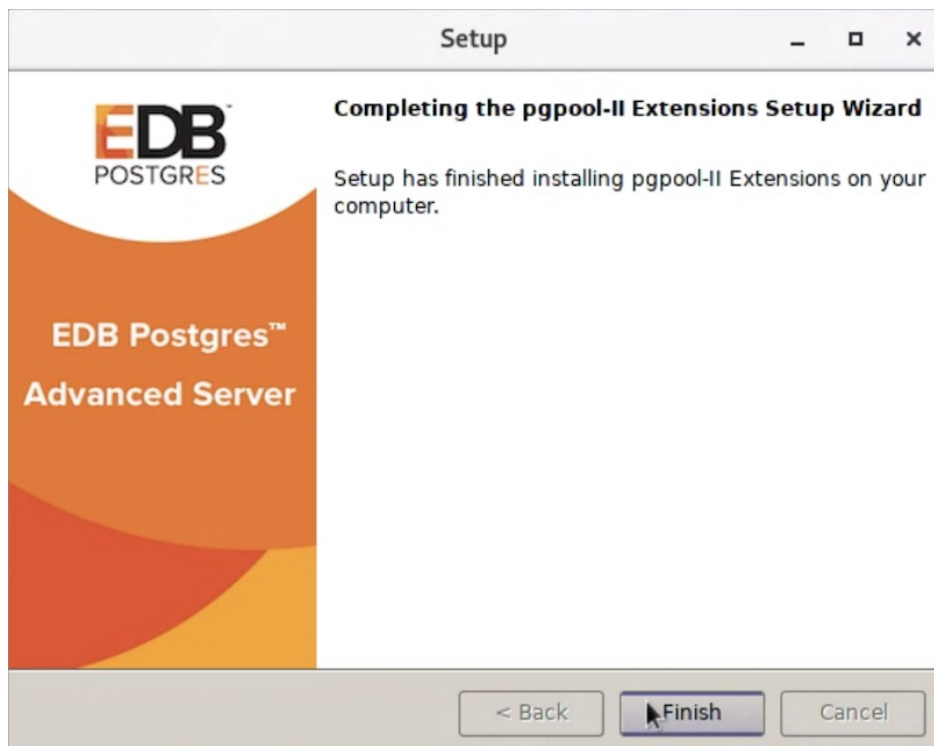 Setup
EDB™
POSTGRES
Completing the pgpool-II Extensions Setup Wizard
Setup has finished installing pgpool-II Extensions on your
computer.
EDB Postgres™
Advanced Server
< Back
Finish
Cancel